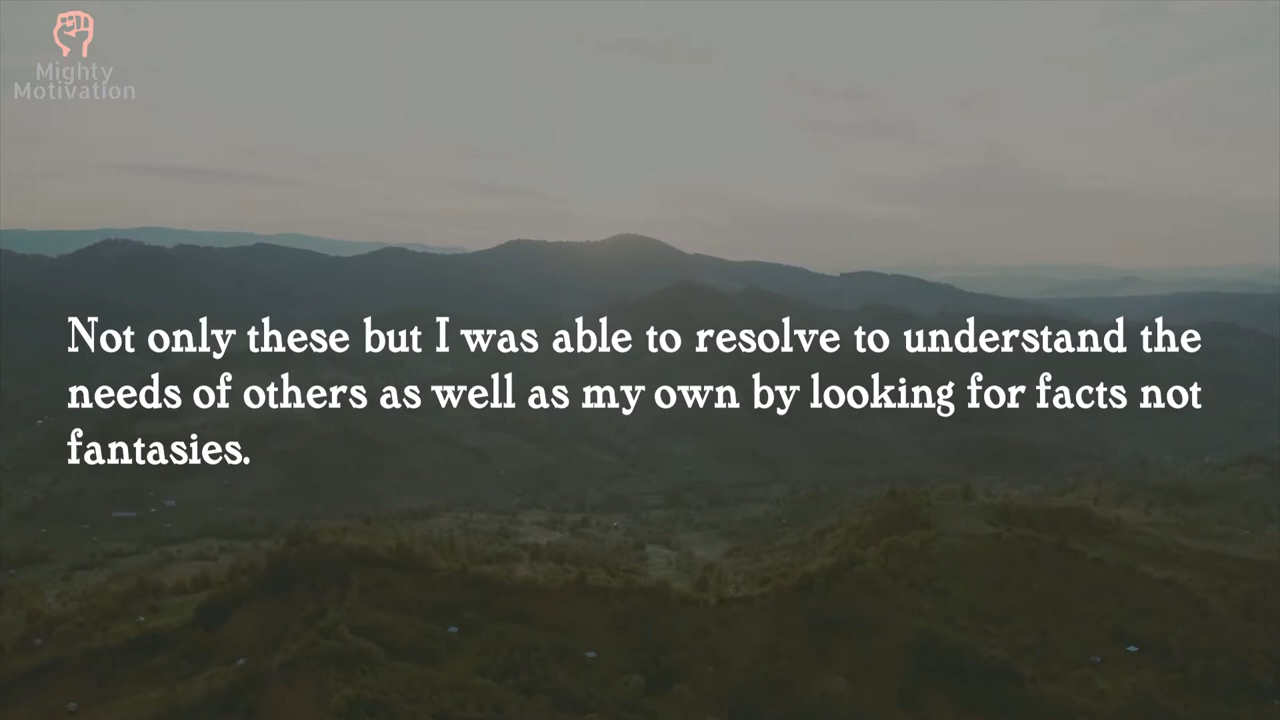 Mighty
Motivation
Not only these but I was able to resolve to understand the
needs of others as well as my own by looking for facts not
fantasies.